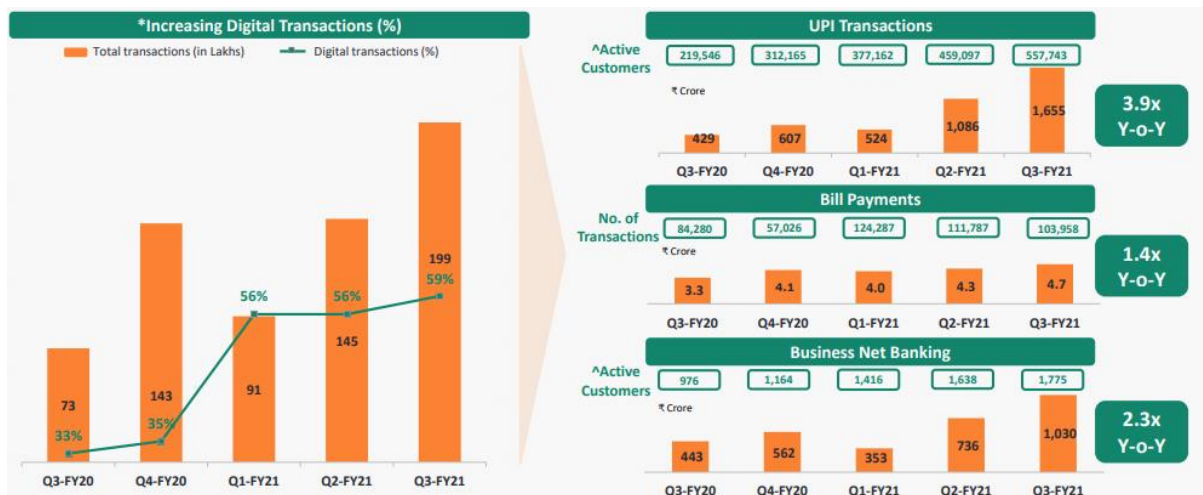 *Increasing Digital Transactions (%)
Total transactions (in Lakhs) Digital transactions (%)
73
33%
143
35%
56%
91
56%
145
199
59%
Q3-FY20 Q4-FY20 Q1-FY21 Q2-FY21 Q3-FY21
UPI Transactions
^Active
Customers
219,546 312,165 377,162 459,097 557,743
₹ Crore
429 607 524 1,086 1,655
Q3-FY20 Q4-FY20 Q1-FY21 Q2-FY21 Q3-FY21
3.9x
Y-o-Y
Bill Payments
No. of
Transactions
84,280 57,026 124,287 111,787 103,958
₹ Crore
3.3 4.1 4.0 4.3 4.7
Q3-FY20 Q4-FY20 Q1-FY21 Q2-FY21 Q3-FY21
1.4x
Y-o-Y
Business Net Banking
^Active
Customers
976 1,164 1,416 1,638 1,775
₹ Crore
443 562 353 736 1,030
Q3-FY20 Q4-FY20 Q1-FY21 Q2-FY21 Q3-FY21
2.3x
Y-o-Y